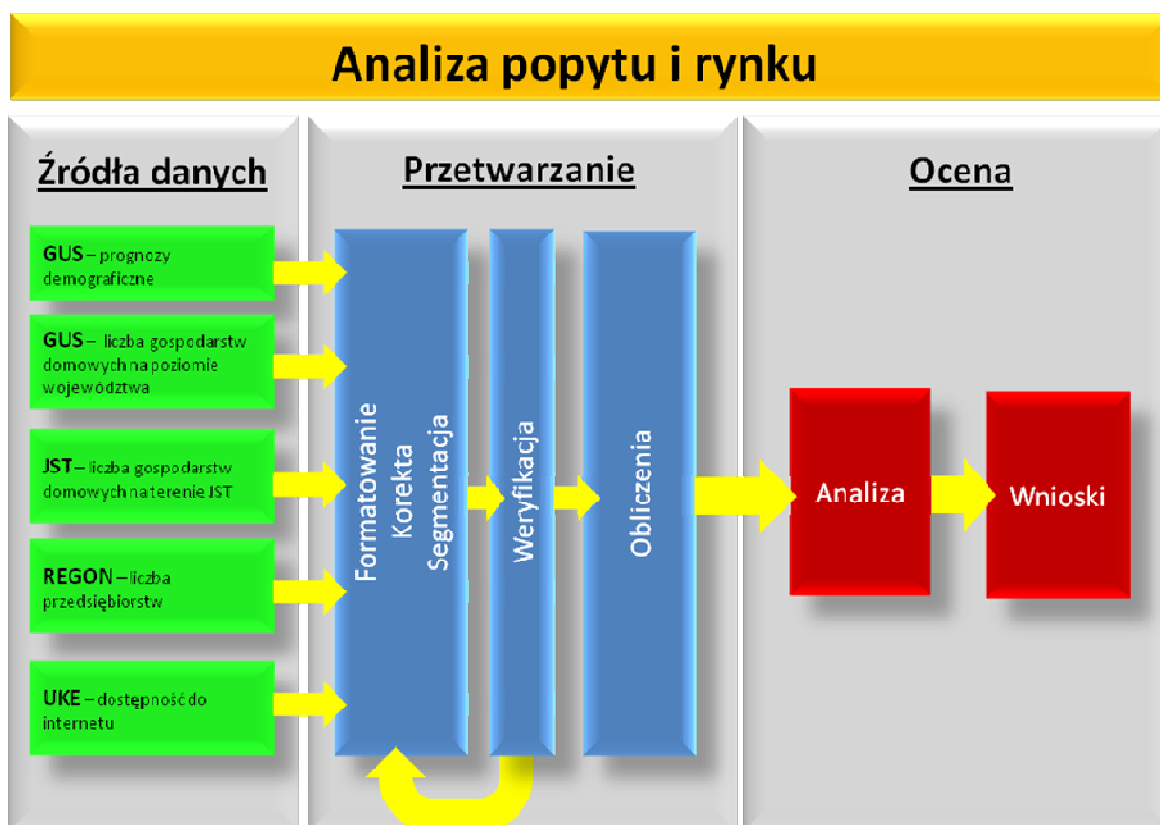 Analiza popytu i rynku
Źródła danych
GUS – prognozy
demograficzne
GUS – liczba gospodarstw
domowych na poziomie
województwa
JST – liczba gospodarstw
domowych na terenie JST
REGON – liczba
przedsiębiorstw
UKE – dostępność do
internetu
Przetwarzanie
Formatowanie
Korekta
Segmentacja
Weryfikacja
Obliczenia
Ocena
Analiza
Wnioski